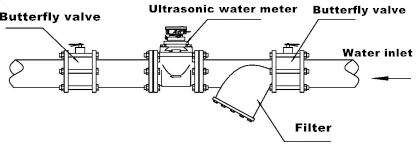 Butterfly valve
Ultrasonic water meter
Butterfly valve
Water inlet
Filter